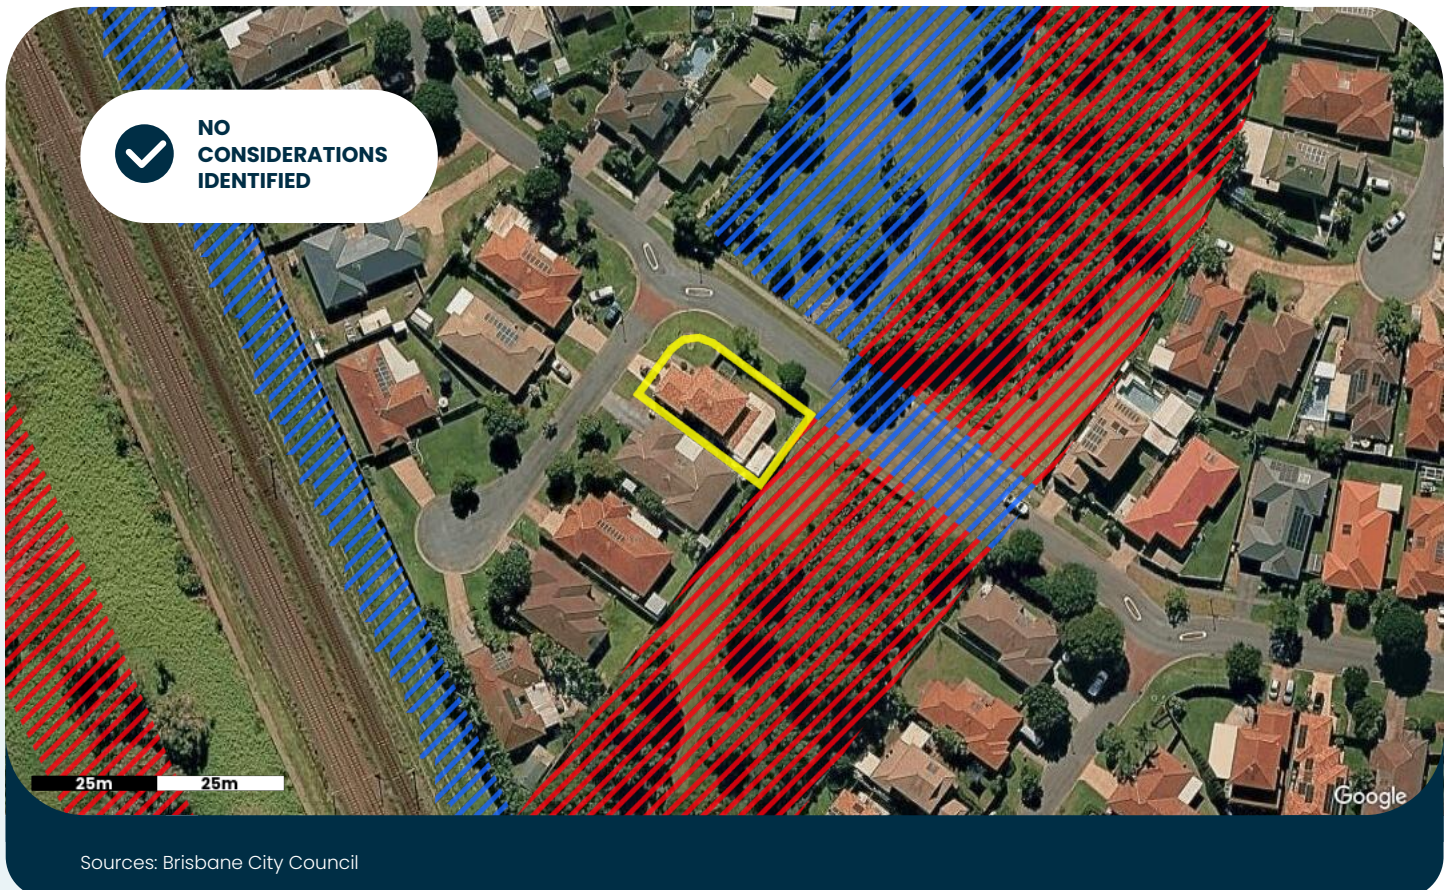 NO
CONSIDERATIONS
IDENTIFIED
25m 25m
Google
Sources: Brisbane City Council